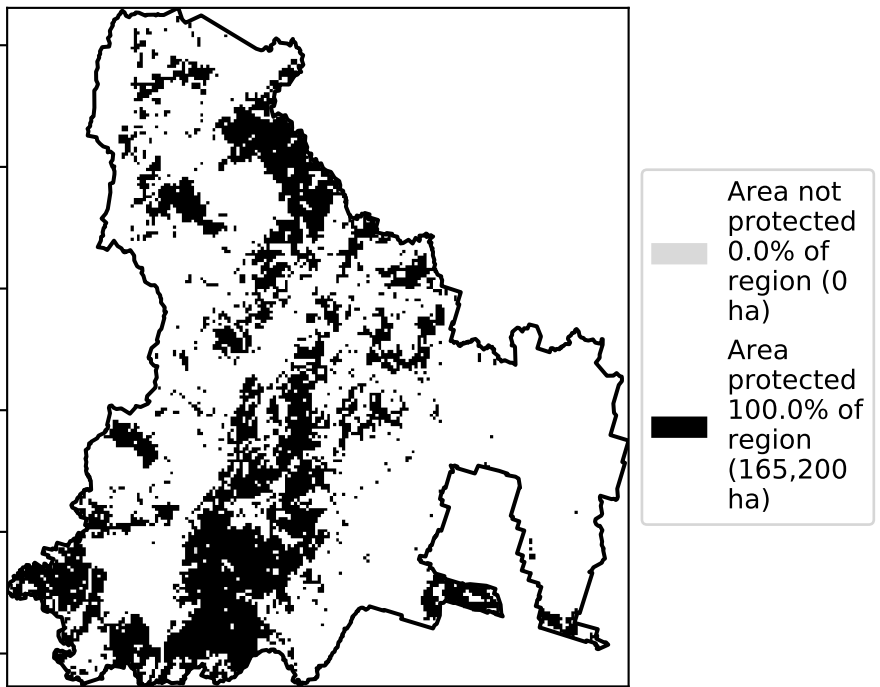 Area not
protected
0.0% of
region (0
ha)
Area
protected
100.0% of
region
(165,200
ha)